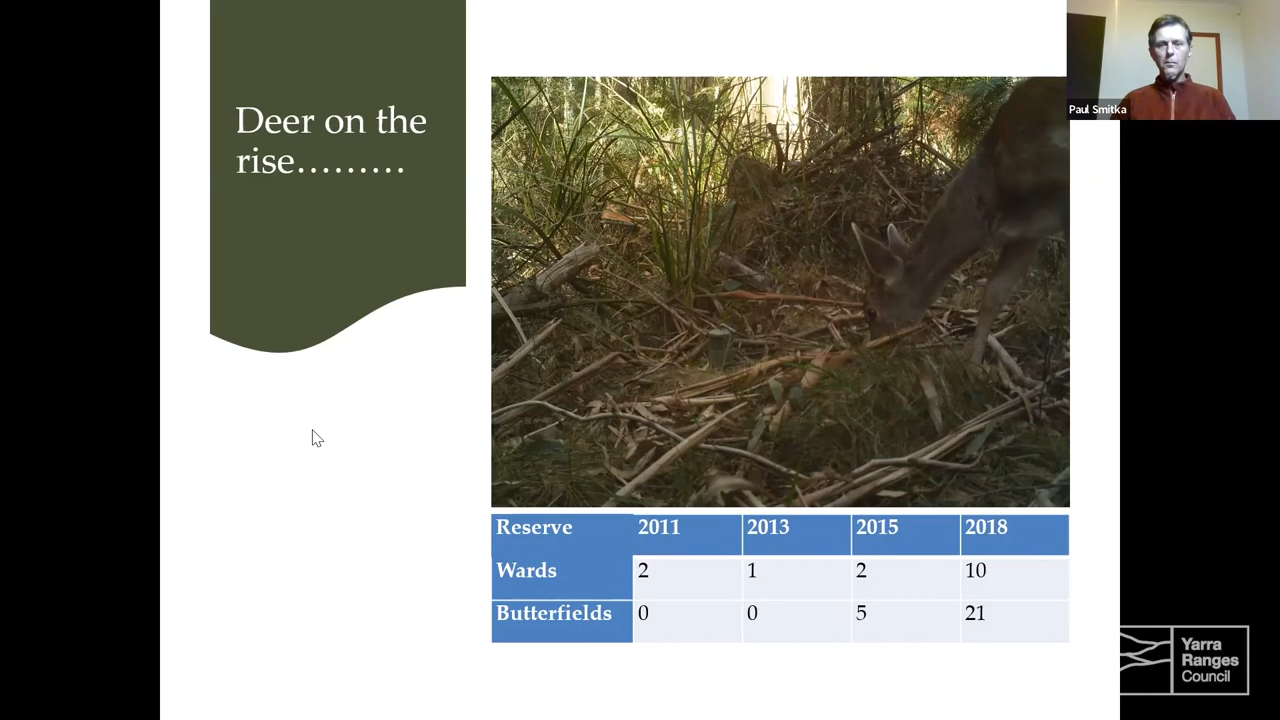 Deer on the
rise.........
Paul Smitka
Reserve 2011 2013 2015 2018
Wards 2 1 2 10
Butterfields 0 0 5 21
Yarra
Ranges
Council